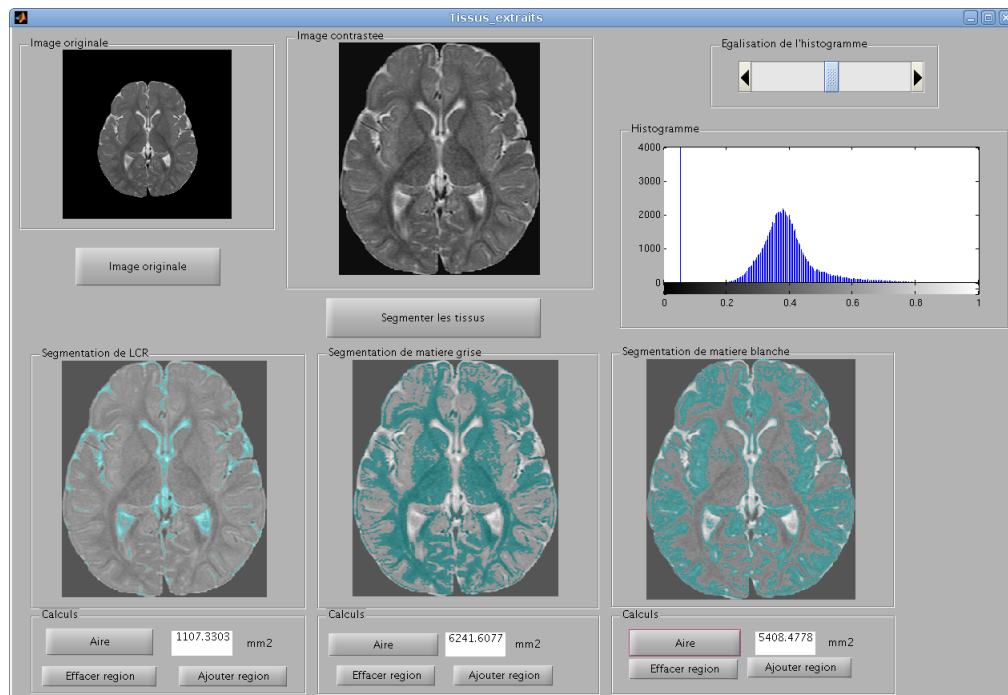 Tissus_extraits
Image originale
Image contrastee
Egalisation de l'histogramme
Image originale
Segmenter les tissus
Histogramme
4000
3000
2000
1000
0
0 0.2 0.4 0.6 0.8 1
Segmentation de LCR
Segmentation de matiere grise
Segmentation de matiere blanche
Calculs
Aire 1107.3303 mm2
Effacer region Ajouter region
Calculs
Aire 6241.6077 mm2
Effacer region Ajouter region
Calculs
Aire 5408.4778 mm2
Effacer region Ajouter region